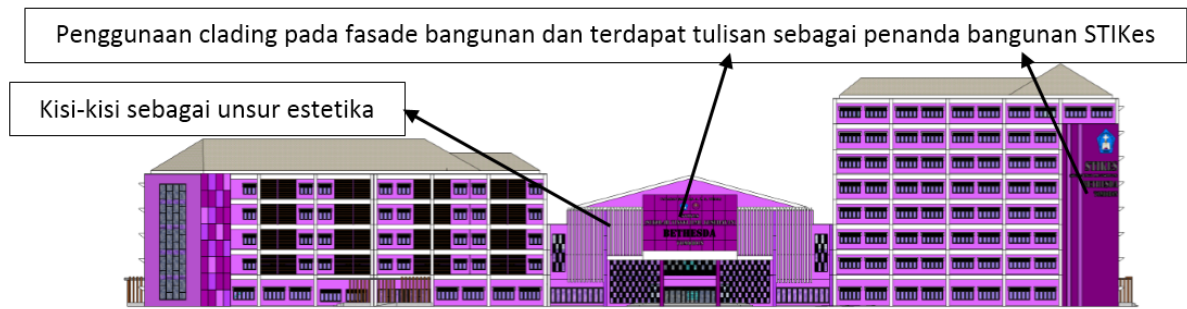 Penggunaan clading pada fasade bangunan dan terdapat tulisan sebagai penanda bangunan STIKes
Kisi-kisi sebagai unsur estetika
BETHESDA
STIKES